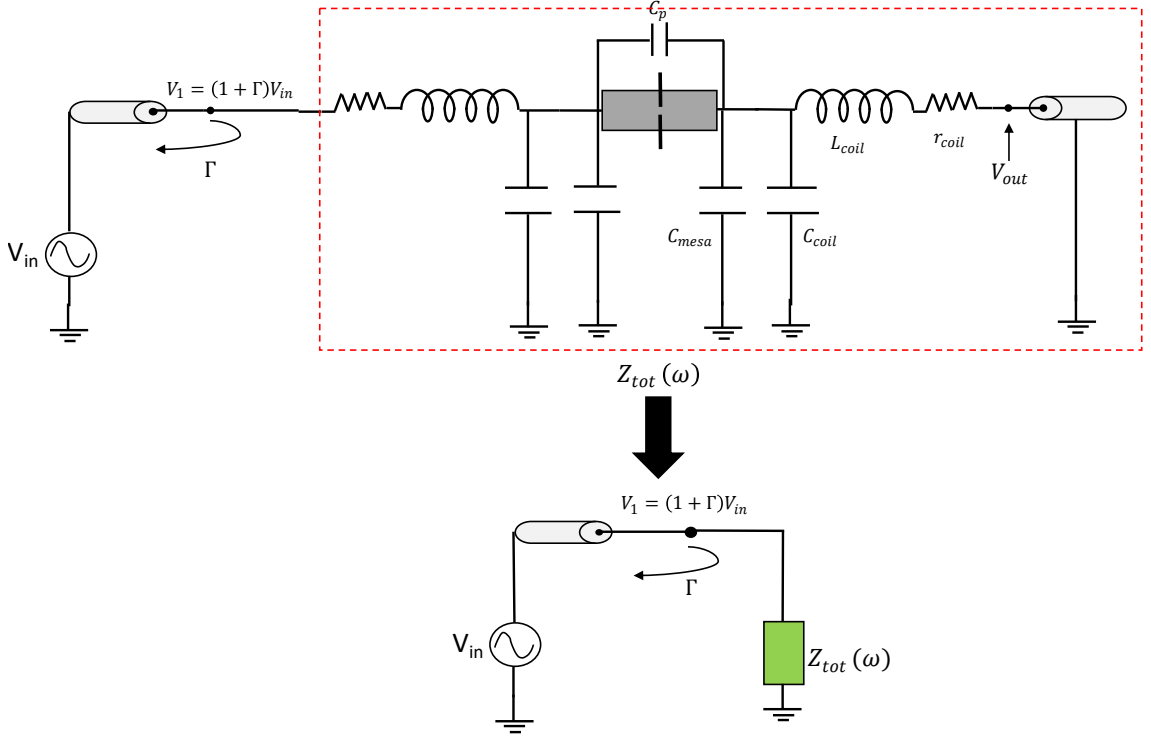 C_p
V_1 = (1 + Γ)V_in
Γ
L_coil
r_coil
V_out
V_in
C_mesa
C_coil
Z_tot (ω)
V_1 = (1 + Γ)V_in
Γ
V_in
Z_tot (ω)